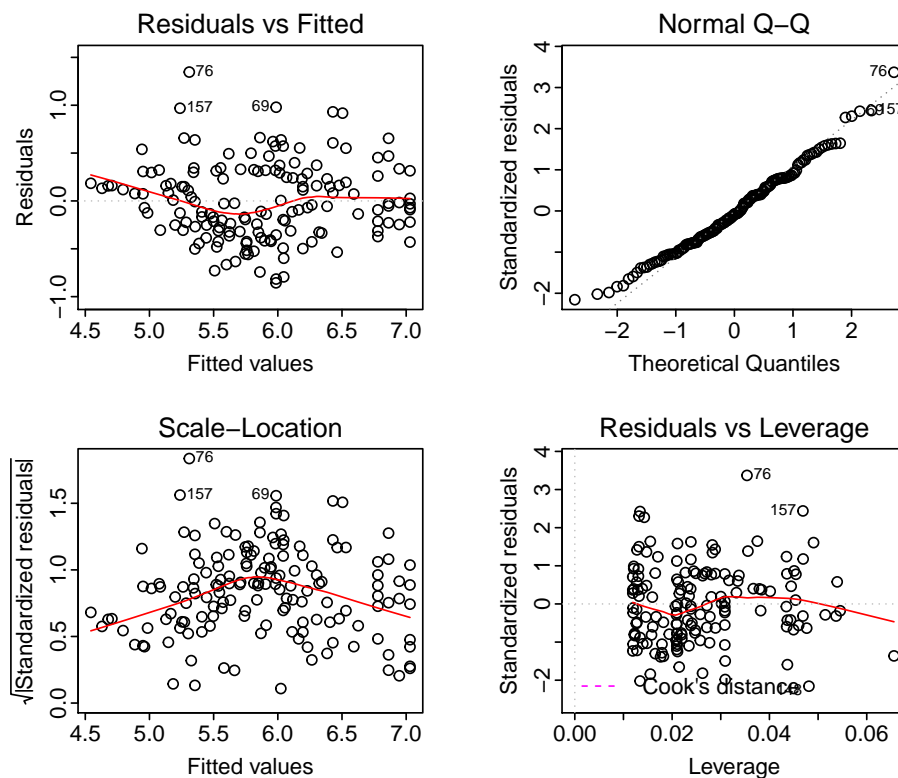 Residuals vs Fitted
Residuals
1.0
0.0
−1.0
76
157
69
4.5 5.0 5.5 6.0 6.5 7.0
Fitted values
Normal Q−Q
Standardized residuals
4
3
2
1
0
−2
76
69
157
−2 −1 0 1 2
Theoretical Quantiles
Scale−Location
√|Standardized residuals|
1.5
1.0
0.5
0.0
76
157
69
4.5 5.0 5.5 6.0 6.5 7.0
Fitted values
Residuals vs Leverage
Standardized residuals
4
3
2
1
0
−2
76
157
Cook's distance
0.00 0.02 0.04 0.06
Leverage